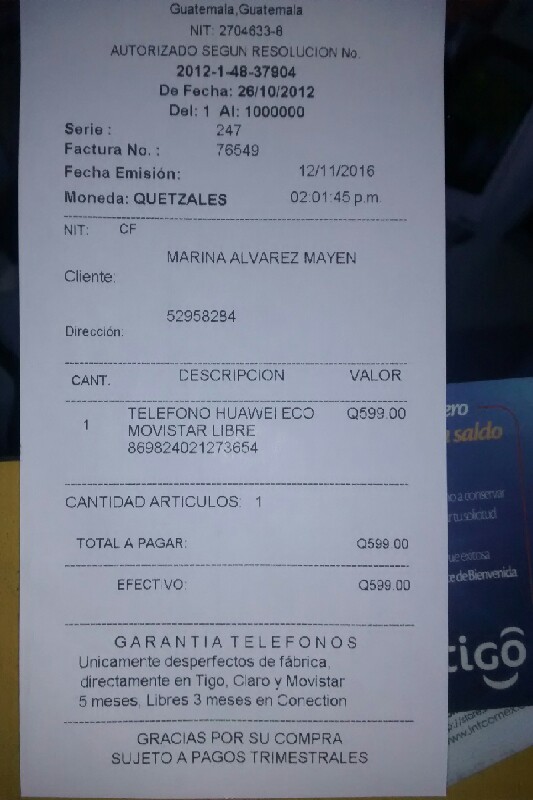 Guatemala,Guatemala
NIT: 2704633-8
AUTORIZADO SEGUN RESOLUCION No.
2012-1-48-37904
De Fecha: 26/10/2012
Del: 1 Al: 1000000
Serie : 247
Factura No. : 76549
Fecha Emisión: 12/11/2016
Moneda: QUETZALES 02:01:45 p.m.
NIT: CF
MARINA ALVAREZ MAYEN
Cliente:
52958284
Dirección:
CANT. DESCRIPCION VALOR
1 TELEFONO HUAWEI ECO Q599.00
MOVISTAR LIBRE
869824021273654
CANTIDAD ARTICULOS: 1
TOTAL A PAGAR: Q599.00
EFECTIVO: Q599.00
GARANTIA TELEFONOS
Unicamente desperfectos de fábrica,
directamente en Tigo, Claro y Movistar
5 meses, Libres 3 meses en Conection
GRACIAS POR SU COMPRA
SUJETO A PAGOS TRIMESTRALES
saldo
a conservar
tu solicitud
te de Bienvenida
tigo